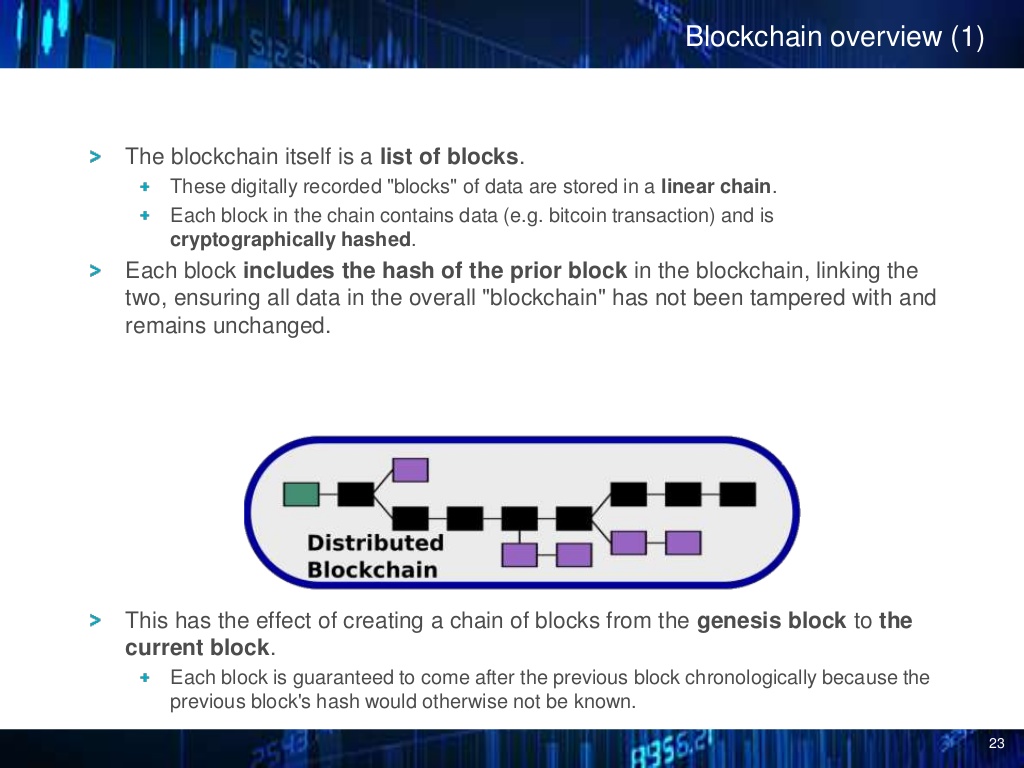 Blockchain overview (1)
> The blockchain itself is a list of blocks.
+ These digitally recorded "blocks" of data are stored in a linear chain.
+ Each block in the chain contains data (e.g. bitcoin transaction) and is
cryptographically hashed.
> Each block includes the hash of the prior block in the blockchain, linking the
two, ensuring all data in the overall "blockchain" has not been tampered with and
remains unchanged.
Distributed
Blockchain
> This has the effect of creating a chain of blocks from the genesis block to the
current block.
+ Each block is guaranteed to come after the previous block chronologically because the
previous block's hash would otherwise not be known.
23